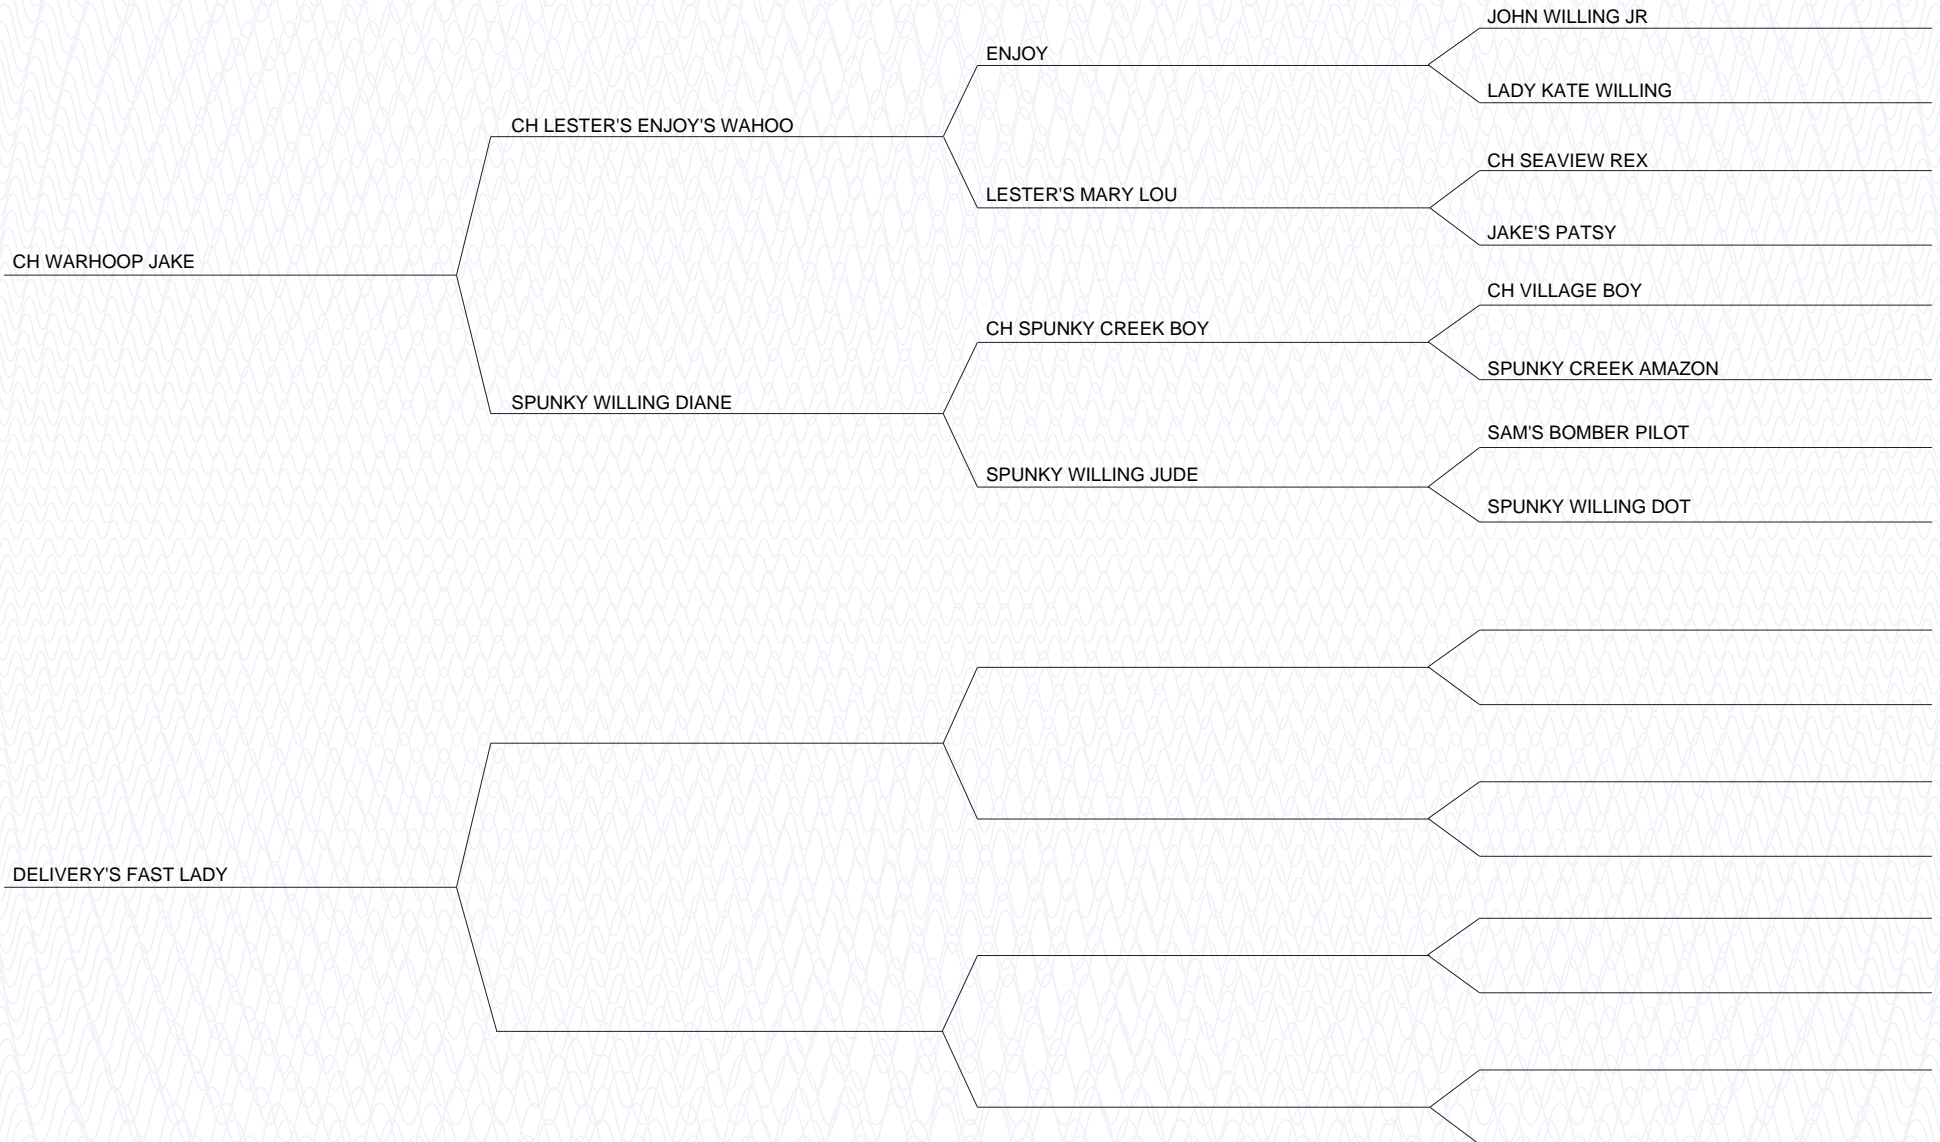 JOHN WILLING JR
ENJOY
LADY KATE WILLING
CH LESTER'S ENJOY'S WAHOO
CH SEAVIEW REX
LESTER'S MARY LOU
JAKE'S PATSY
CH WARHOOP JAKE
CH VILLAGE BOY
CH SPUNKY CREEK BOY
SPUNKY CREEK AMAZON
SPUNKY WILLING DIANE
SAM'S BOMBER PILOT
SPUNKY WILLING JUDE
SPUNKY WILLING DOT
DELIVERY'S FAST LADY